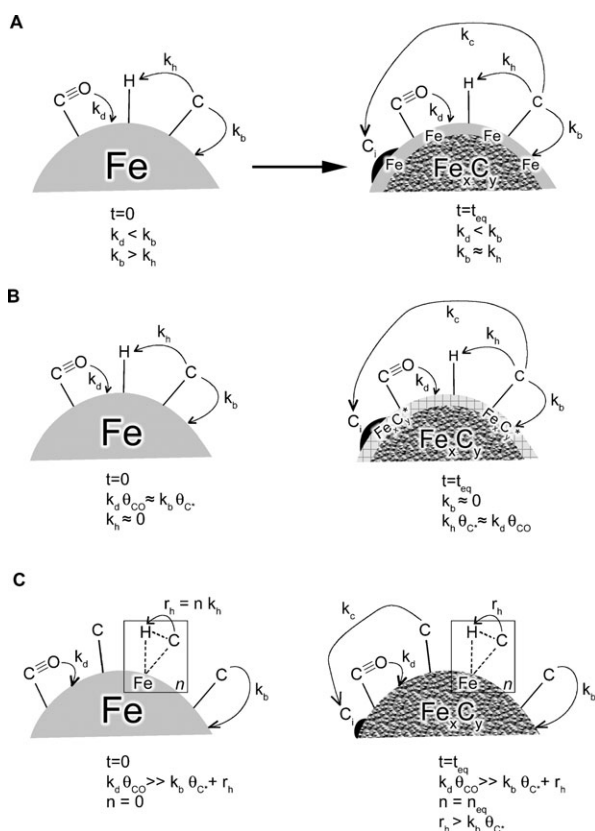 A
C≡O
H
C
k_h
k_d
k_b
Fe
t=0
k_d < k_b
k_b > k_h
k_c
C≡O
H
C
k_h
k_d
k_b
C_i
Fe
Fe
Fe
Fe
Fe_xC_y
t=t_eq
k_d < k_b
k_b ≈ k_h
B
C≡O
H
C
k_h
k_d
k_b
Fe
t=0
k_d θ_CO ≈ k_b θ_C*
k_h ≈ 0
k_c
C≡O
H
C
k_h
k_d
k_b
C_i
Fe_xC_y*
Fe_xC_y*
Fe_xC_y
t=t_eq
k_b ≈ 0
k_h θ_C* ≈ k_d θ_CO
C
r_h = n k_h
C
C≡O
k_d
H
C
Fe
n
C
k_b
Fe
t=0
k_d θ_CO >> k_b θ_C* + r_h
n = 0
k_c
r_h
C
C≡O
k_d
H
C
Fe
n
C
k_b
C_i
Fe_xC_y
t=t_eq
k_d θ_CO >> k_b θ_C* + r_h
n = n_eq
r_h > k_b θ_C*